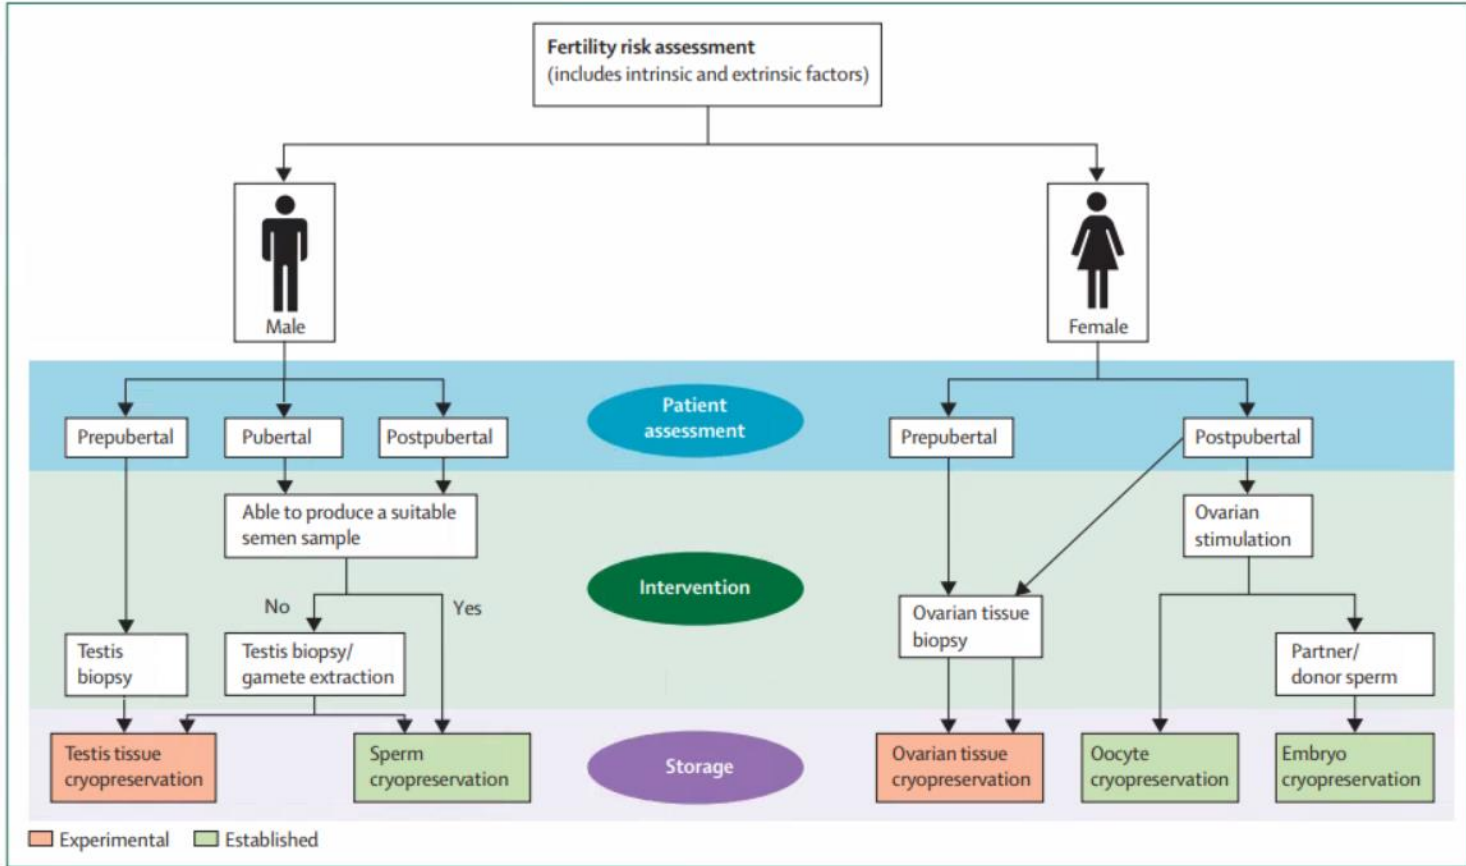 Fertility risk assessment
(includes intrinsic and extrinsic factors)
Male
Female
Patient
assessment
Prepubertal
Pubertal
Postpubertal
Prepubertal
Postpubertal
Able to produce a suitable
semen sample
Ovarian
stimulation
Intervention
No
Yes
Ovarian tissue
biopsy
Testis
biopsy
Testis biopsy/
gamete extraction
Partner/
donor sperm
Testis tissue
cryopreservation
Sperm
cryopreservation
Storage
Ovarian tissue
cryopreservation
Oocyte
cryopreservation
Embryo
cryopreservation
Experimental
Established